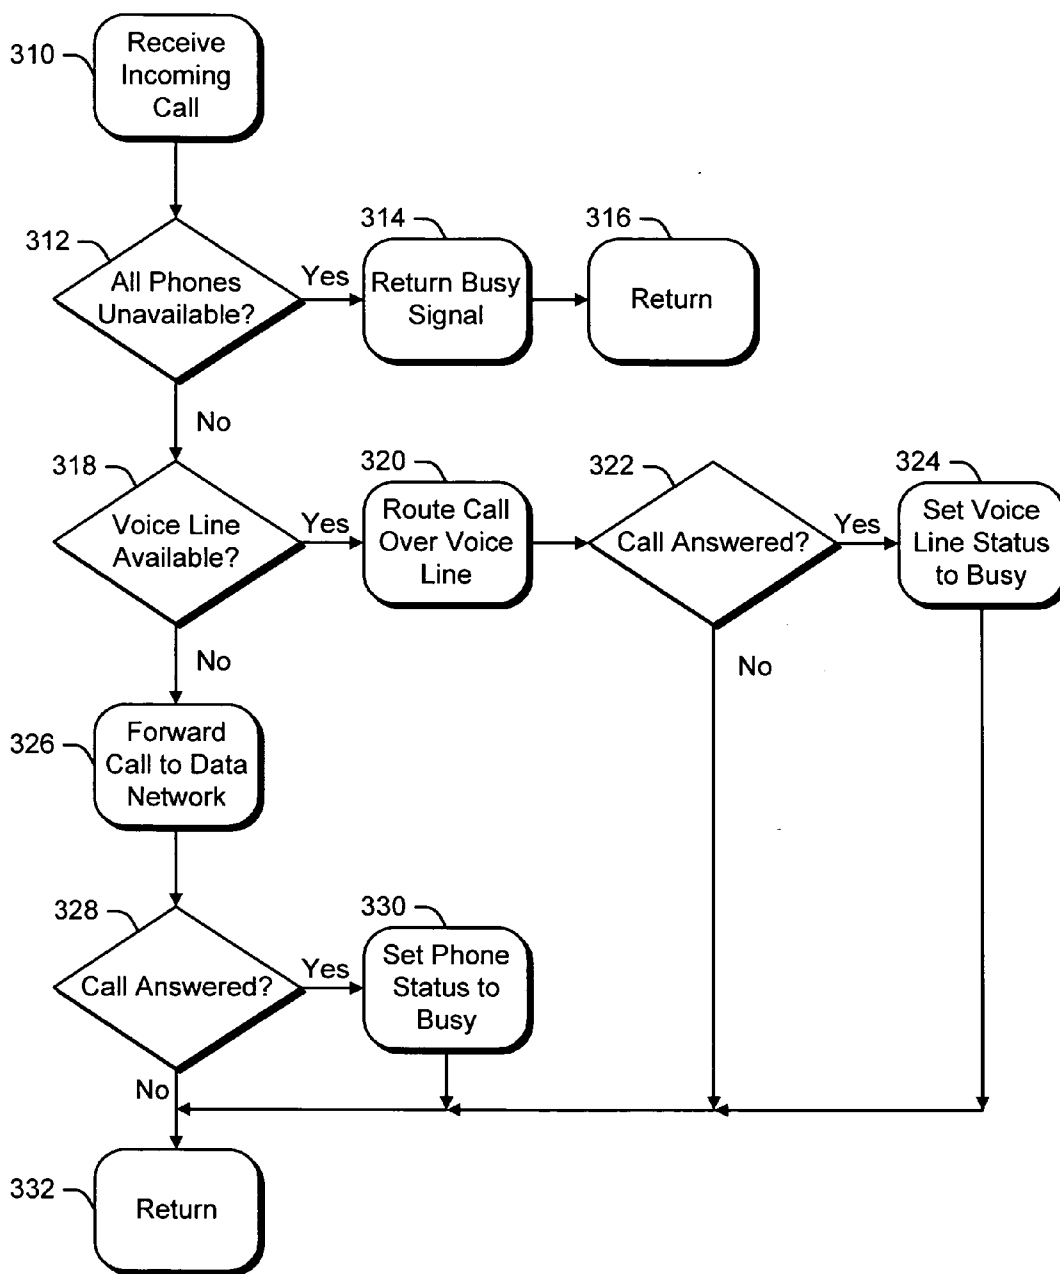 310
Receive
Incoming
Call
312
All Phones
Unavailable?
Yes
314
Return Busy
Signal
316
Return
No
318
Voice Line
Available?
Yes
320
Route Call
Over Voice
Line
322
Call Answered?
Yes
324
Set Voice
Line Status
to Busy
No
No
326
Forward
Call to Data
Network
328
Call Answered?
Yes
330
Set Phone
Status to
Busy
No
332
Return